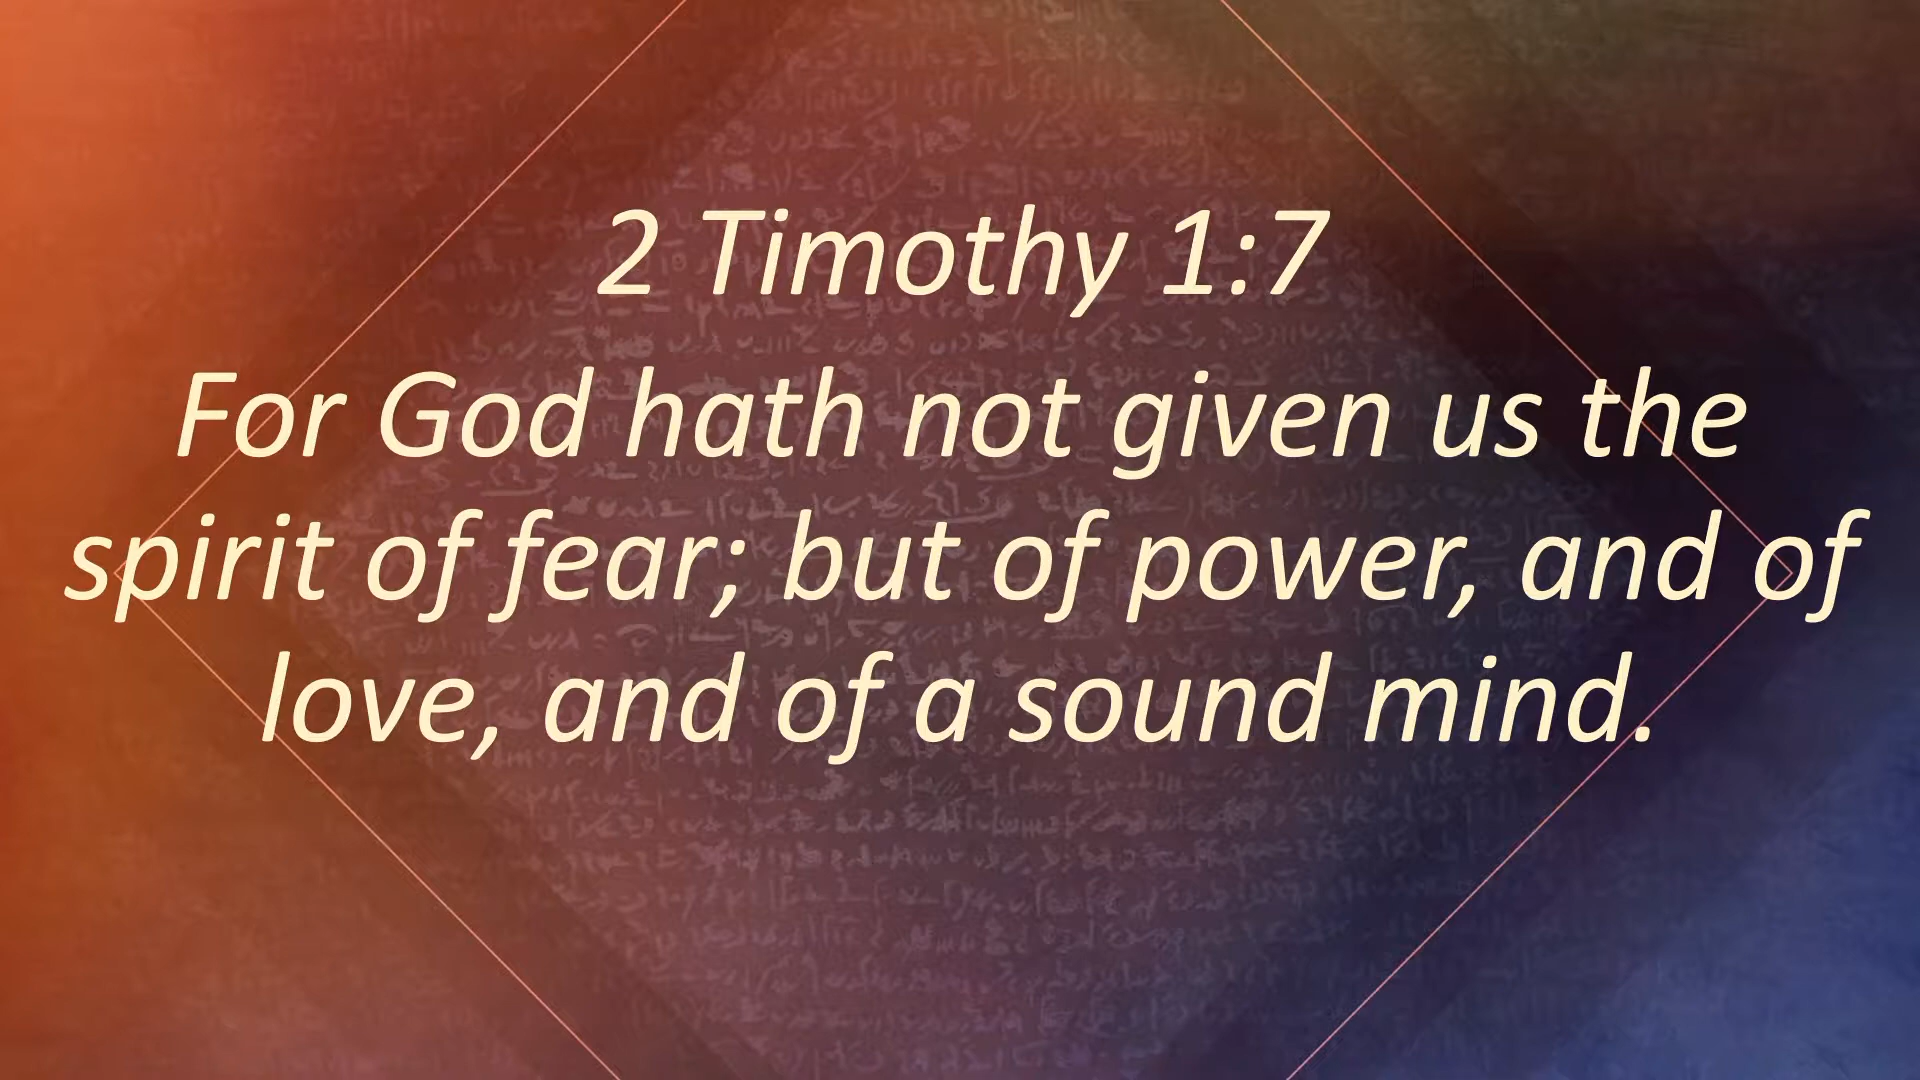 2 Timothy 1:7
For God hath not given us the
spirit of fear; but of power, and of
love, and of a sound mind.